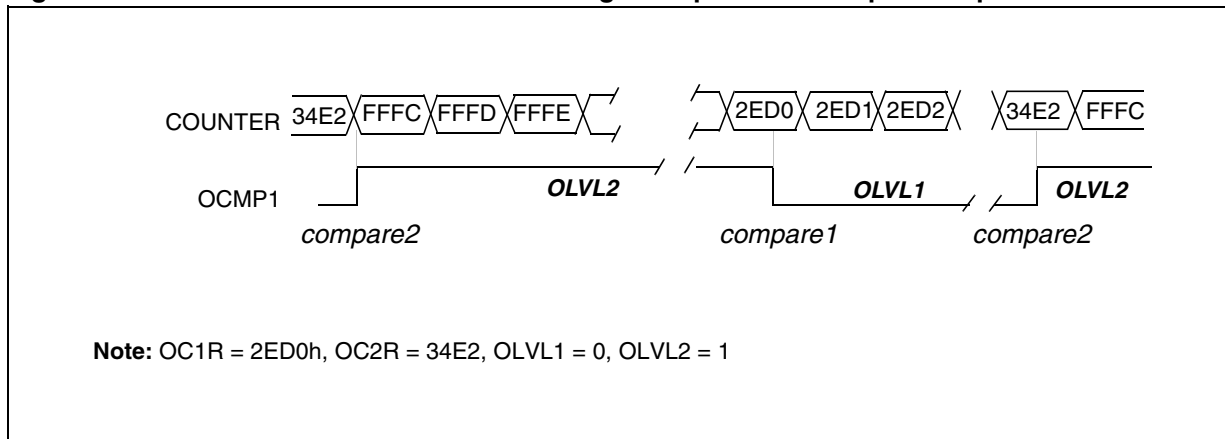 COUNTER 34E2 FFFC FFFD FFFE 2ED0 2ED1 2ED2 34E2 FFFC
OCMP1 OLVL2 OLVL1 OLVL2
compare2 compare1 compare2
Note: OC1R = 2ED0h, OC2R = 34E2, OLVL1 = 0, OLVL2 = 1